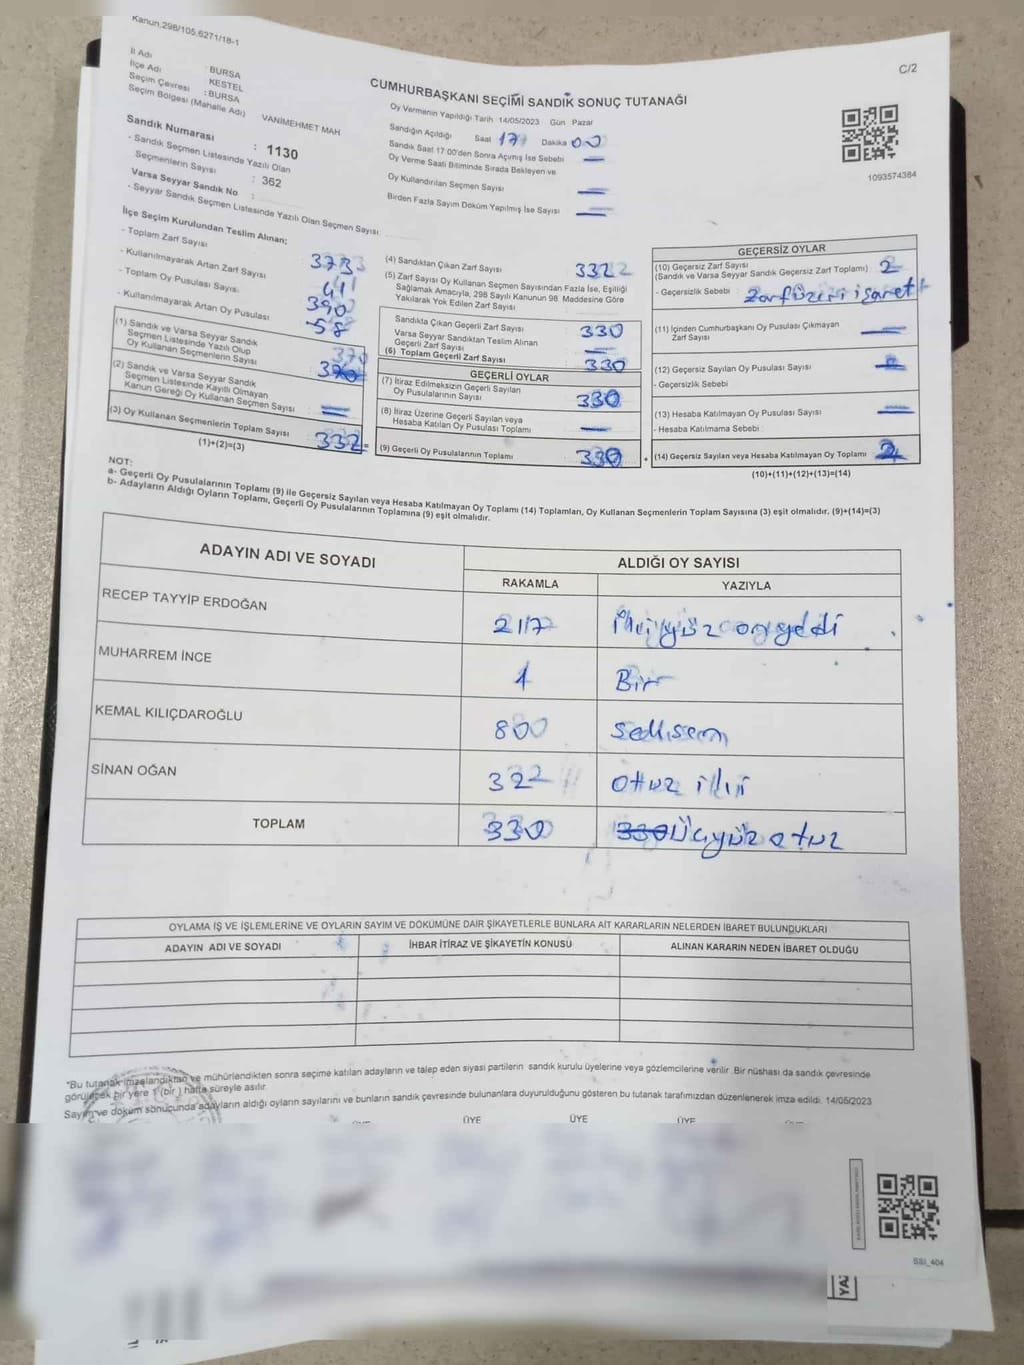 Kanun.298/105,6271/18-1
C/2
İl Adı : BURSA
İlçe Adı : KESTEL
Seçim Çevresi : BURSA
Seçim Bölgesi (Mahalle Adı) VANİMEHMET MAH
Sandık Numarası : 1130
- Sandık Seçmen Listesinde Yazılı Olan
Seçmenlerin Sayısı : 362
Varsa Seyyar Sandık No :
- Seyyar Sandık Seçmen Listesinde Yazılı Olan Seçmen Sayısı
CUMHURBAŞKANI SEÇİMİ SANDIK SONUÇ TUTANAĞI
Oy Vermenin Yapıldığı Tarih 14/05/2023 Gün Pazar
Sandığın Açıldığı Saat 17 Dakika 00
Sandık Saat 17.00'den Sonra Açımış İse Sebebi —
Oy Verme Saati Bitiminde Sırada Bekleyen ve
Oy Kullandırılan Seçmen Sayısı —
Birden Fazla Sayım Döküm Yapılmış İse Sayısı —
1093574384
İlçe Seçim Kurulundan Teslim Alınan;
- Toplam Zarf Sayısı 373
- Kullanılmayarak Artan Zarf Sayısı 41
- Toplam Oy Pusulası Sayısı 390
- Kullanılmayarak Artan Oy Pusulası 58
(1) Sandık ve Varsa Seyyar Sandık
Seçmen Listesinde Yazılı Olup
Oy Kullanan Seçmenlerin Sayısı
(2) Sandık ve Varsa Seyyar Sandık
Seçmen Listesinde Kayıtlı Olmayan
Kanun Gereği Oy Kullanan Seçmen Sayısı —
(3) Oy Kullanan Seçmenlerin Toplam Sayısı 332
(1)+(2)=(3)
(4) Sandıktan Çıkan Zarf Sayısı 332
(5) Zarf Sayısı Oy Kullanan Seçmen Sayısından Fazla İse, Eşitliği
Sağlamak Amacıyla, 298 Sayılı Kanunun 98. Maddesine Göre
Yakılarak Yok Edilen Zarf Sayısı
Sandıkta Çıkan Geçerli Zarf Sayısı 330
Varsa Seyyar Sandıktan Teslim Alınan
Geçerli Zarf Sayısı —
(6) Toplam Geçerli Zarf Sayısı 330
GEÇERLİ OYLAR
(7) İtiraz Edilmeksizin Geçerli Sayılan
Oy Pusulalarının Sayısı 330
(8) İtiraz Üzerine Geçerli Sayılan veya
Hesaba Katılan Oy Pusulası Toplamı —
(9) Geçerli Oy Pusulalarının Toplamı 330
GEÇERSİZ OYLAR
(10) Geçersiz Zarf Sayısı
(Sandık ve Varsa Seyyar Sandık Geçersiz Zarf Toplamı) 2
- Geçersizlik Sebebi Zarf üzeri işaret
(11) İçinden Cumhurbaşkanı Oy Pusulası Çıkmayan
Zarf Sayısı —
(12) Geçersiz Sayılan Oy Pusulası Sayısı
- Geçersizlik Sebebi
(13) Hesaba Katılmayan Oy Pusulası Sayısı —
- Hesaba Katılmama Sebebi
(14) Geçersiz Sayılan veya Hesaba Katılmayan Oy Toplamı 2
(10)+(11)+(12)+(13)=(14)
NOT:
a- Geçerli Oy Pusulalarının Toplamı (9) ile Geçersiz Sayılan veya Hesaba Katılmayan Oy Toplamı (14) Toplamları, Oy Kullanan Seçmenlerin Toplam Sayısına (3) eşit olmalıdır. (9)+(14)=(3)
b- Adayların Aldığı Oyların Toplamı, Geçerli Oy Pusulalarının Toplamına (9) eşit olmalıdır.
ADAYIN ADI VE SOYADI ALDIĞI OY SAYISI
RAKAMLA YAZIYLA
RECEP TAYYİP ERDOĞAN 217 İkiyüz onyedi
MUHARREM İNCE 1 Bir
KEMAL KILIÇDAROĞLU 80 seksen
SİNAN OĞAN 32 otuz iki
TOPLAM 330 330 Üçyüz otuz
OYLAMA İŞ VE İŞLEMLERİNE VE OYLARIN SAYIM VE DÖKÜMÜNE DAİR ŞİKAYETLERLE BUNLARA AİT KARARLARIN NELERDEN İBARET BULUNDUKLARI
ADAYIN ADI VE SOYADI İHBAR İTİRAZ VE ŞİKAYETİN KONUSU ALINAN KARARIN NEDEN İBARET OLDUĞU
"Bu tutanak imzalandıktan ve mühürlendikten sonra seçime katılan adayların ve talep eden siyasi partilerin sandık kurulu üyelerine veya gözlemcilerine verilir. Bir nüshası da sandık çevresinde
görülecek bir yere 1 (bir) hafta süreyle asılır.
Sayım ve döküm sonucunda adayların aldığı oyların sayılarını ve bunların sandık çevresinde bulunanlara duyurulduğunu gösteren bu tutanak tarafımızdan düzenlenerek imza edildi. 14/05/2023
ÜYE ÜYE ÜYE ÜYE
SSI_404